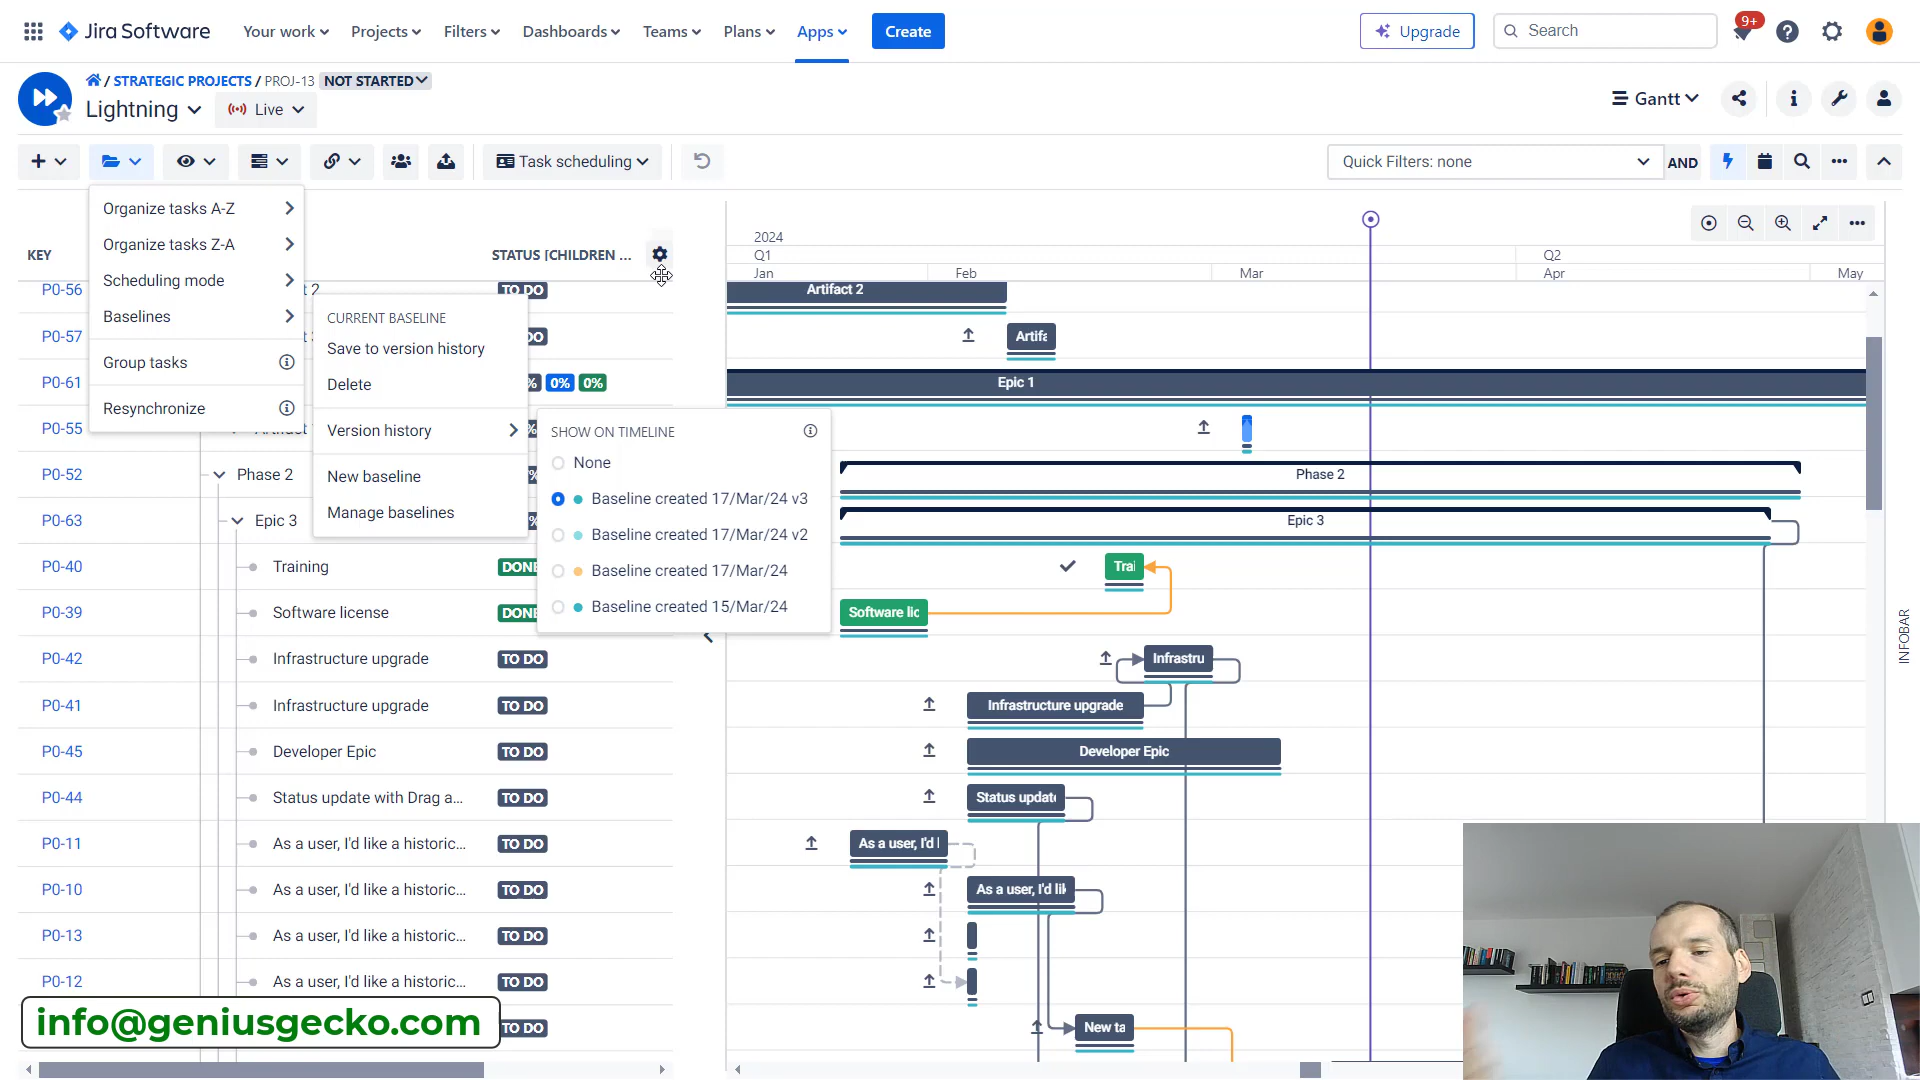 Jira Software
Your work
Projects
Filters
Dashboards
Teams
Plans
Apps
Create
Upgrade
Search
9+
/ STRATEGIC PROJECTS / PROJ-13 NOT STARTED
Lightning
Live
Gantt
Task scheduling
Quick Filters: none
AND
Organize tasks A-Z
Organize tasks Z-A
Scheduling mode
Baselines
Group tasks
Resynchronize
CURRENT BASELINE
Save to version history
Delete
Version history
New baseline
Manage baselines
SHOW ON TIMELINE
None
Baseline created 17/Mar/24 v3
Baseline created 17/Mar/24 v2
Baseline created 17/Mar/24
Baseline created 15/Mar/24
KEY
STATUS [CHILDREN ...
2024
Q1
Q2
Jan
Feb
Mar
Apr
May
P0-56
t 2
TO DO
Artifact 2
P0-57
DO
Artifa
P0-61
% 0% 0%
Epic 1
P0-55
P0-52
Phase 2
Phase 2
P0-63
Epic 3
Epic 3
P0-40
Training
DONE
Trai
P0-39
Software license
DONE
Software lic
P0-42
Infrastructure upgrade
TO DO
Infrastru
P0-41
Infrastructure upgrade
TO DO
Infrastructure upgrade
P0-45
Developer Epic
TO DO
Developer Epic
P0-44
Status update with Drag a...
TO DO
Status update
P0-11
As a user, I'd like a historic...
TO DO
As a user, I'd l
P0-10
As a user, I'd like a historic...
TO DO
As a user, I'd lik
P0-13
As a user, I'd like a historic...
TO DO
P0-12
As a user, I'd like a historic...
TO DO
info@geniusgecko.com
TO DO
New ta
INFOBAR